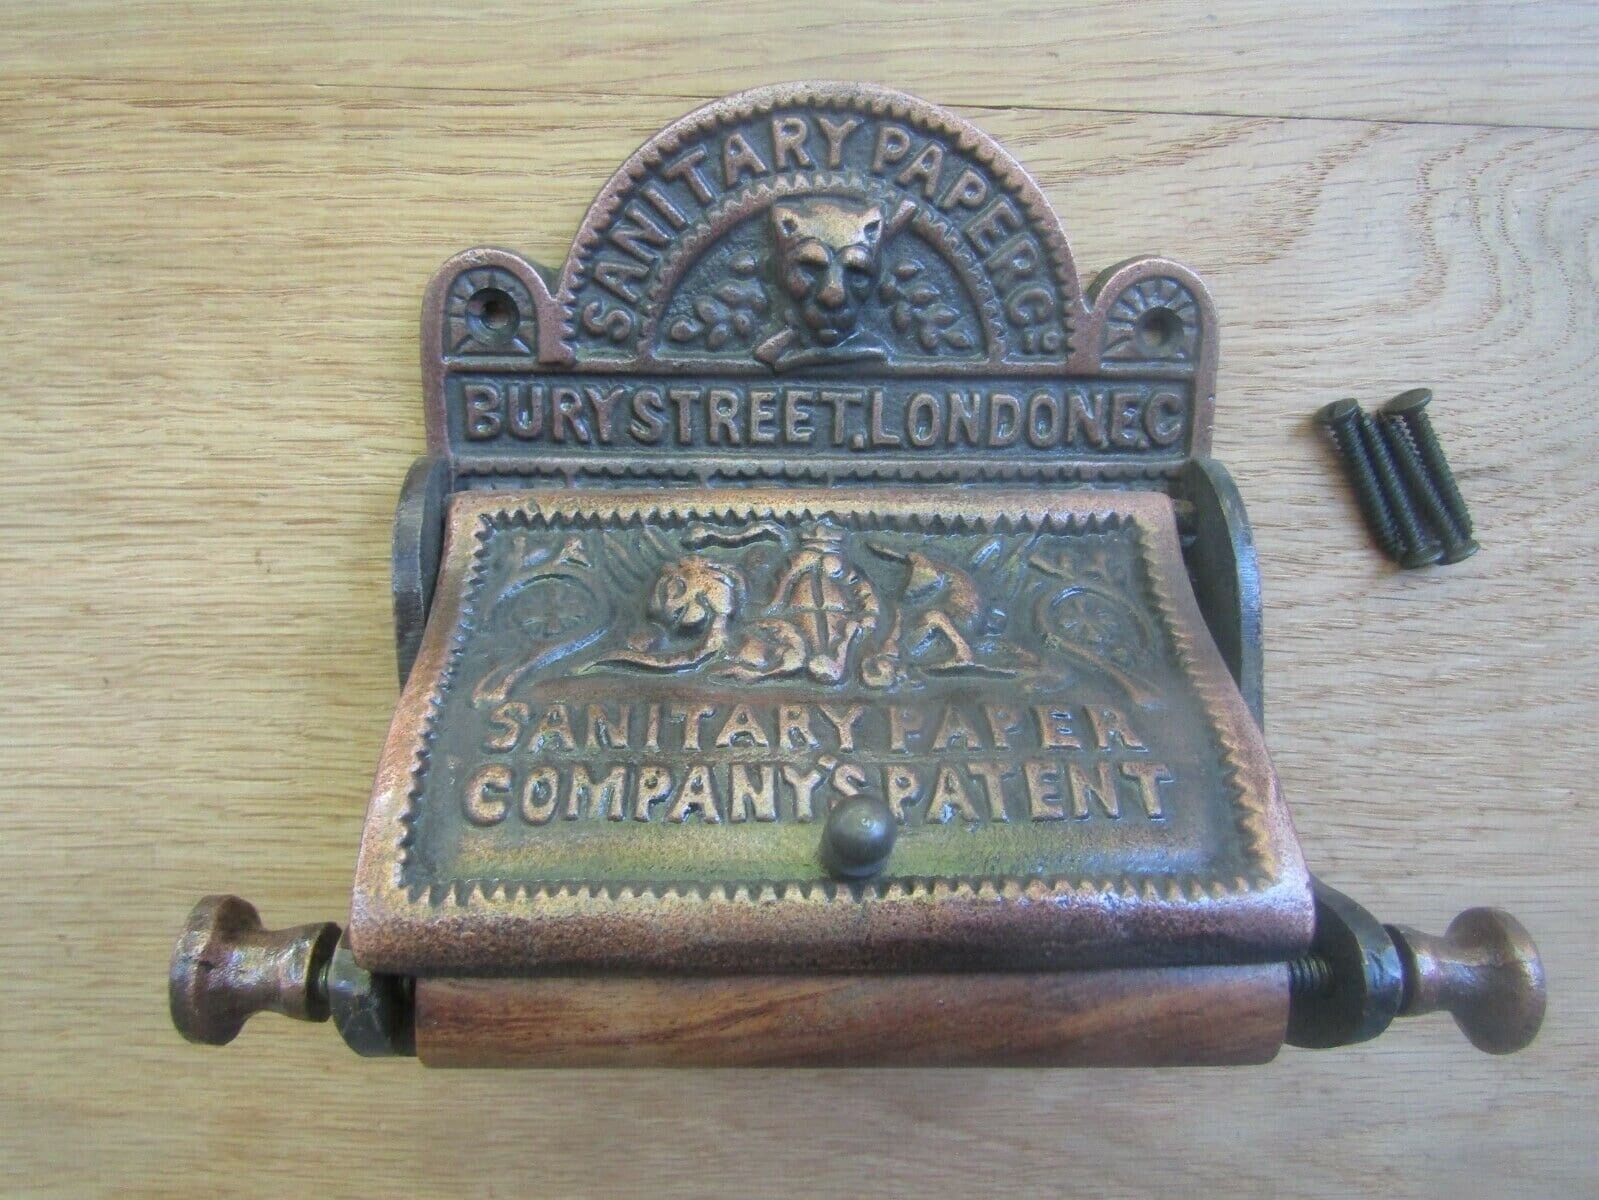 SANITARY PAPER Co
BURY STREET, LONDON. E.C
SANITARY PAPER
COMPANY'S PATENT